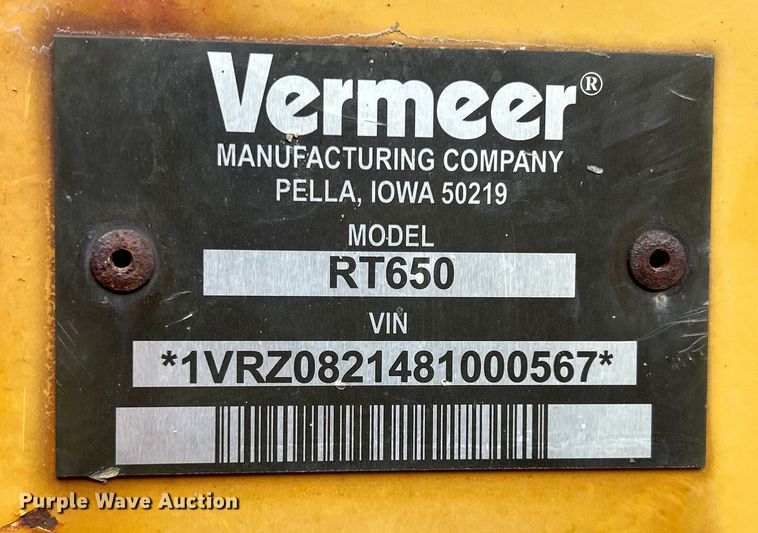 Vermeer®
MANUFACTURING COMPANY
PELLA, IOWA 50219
MODEL
RT650
VIN
*1VRZ0821481000567*
Purple Wave Auction